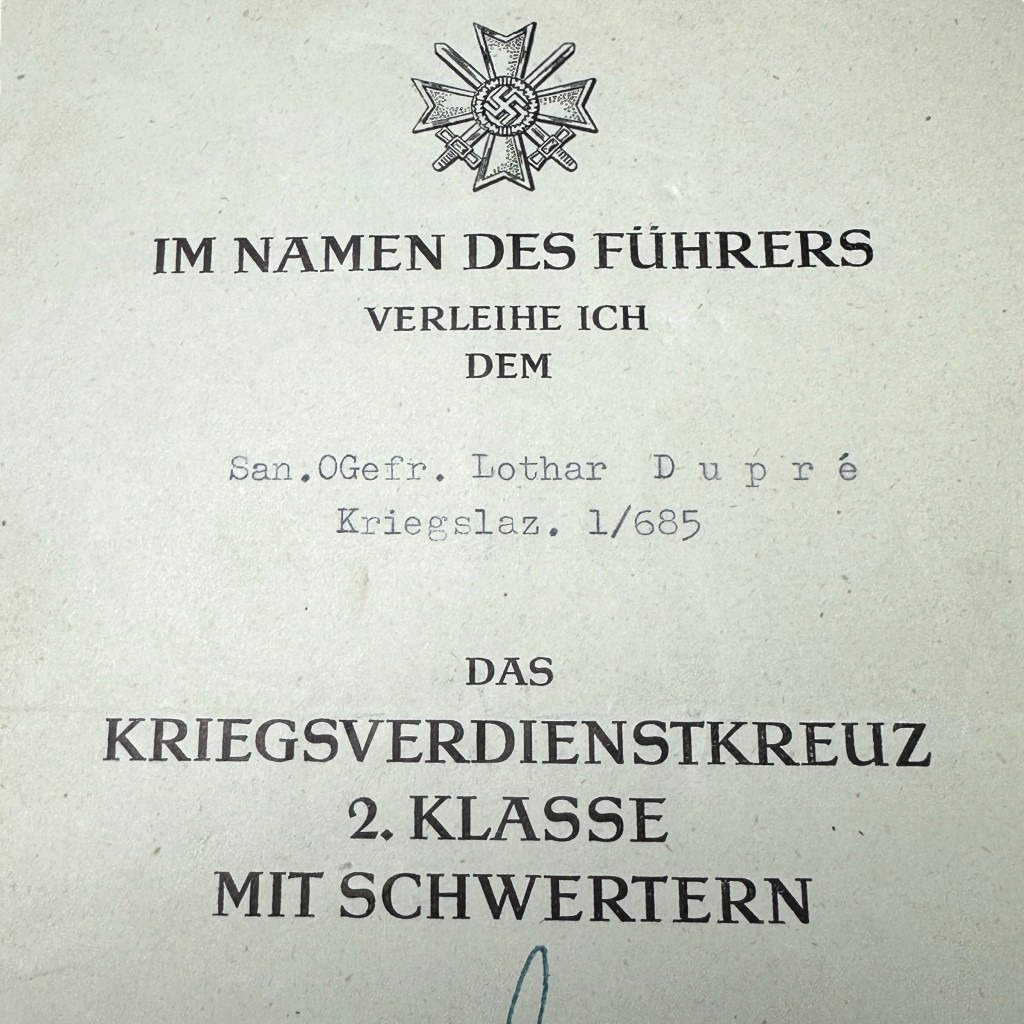 IM NAMEN DES FÜHRERS
VERLEIHE ICH
DEM
San.OGefr. Lothar D u p r é
Kriegslaz. 1/685
DAS
KRIEGSVERDIENSTKREUZ
2. KLASSE
MIT SCHWERTERN